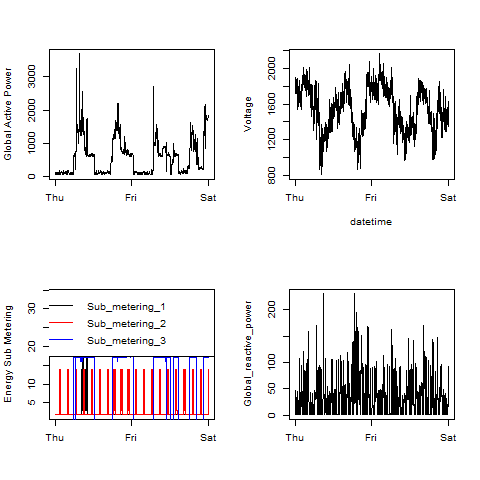 Global Active Power
0
1000
2000
3000
Thu
Fri
Sat
Voltage
800
1200
1600
2000
Thu
Fri
Sat
datetime
Energy Sub Metering
5
10
20
30
Sub_metering_1
Sub_metering_2
Sub_metering_3
Thu
Fri
Sat
Global_reactive_power
0
50
100
200
Thu
Fri
Sat